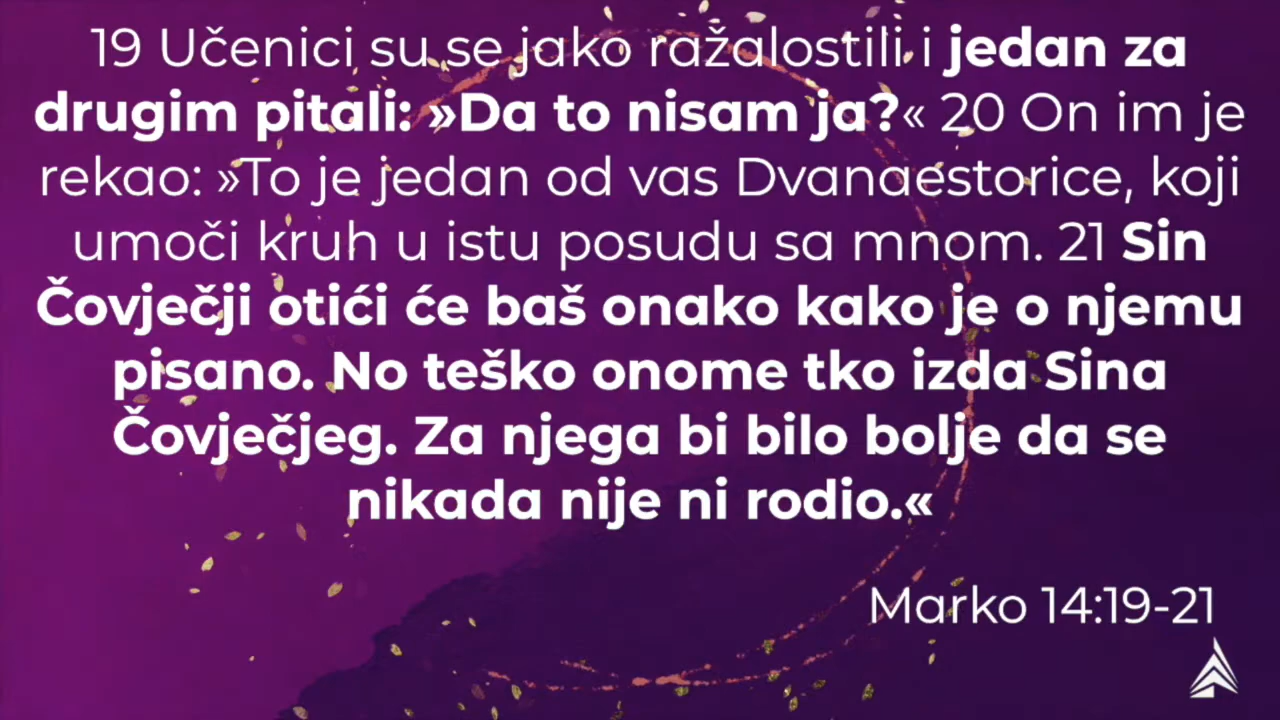 19 Učenici su se jako ražalostili i jedan za
drugim pitali: »Da to nisam ja?« 20 On im je
rekao: »To je jedan od vas Dvanaestorice, koji
umoči kruh u istu posudu sa mnom. 21 Sin
Čovječji otići će baš onako kako je o njemu
pisano. No teško onome tko izda Sina
Čovječjeg. Za njega bi bilo bolje da se
nikada nije ni rodio.«
Marko 14:19-21